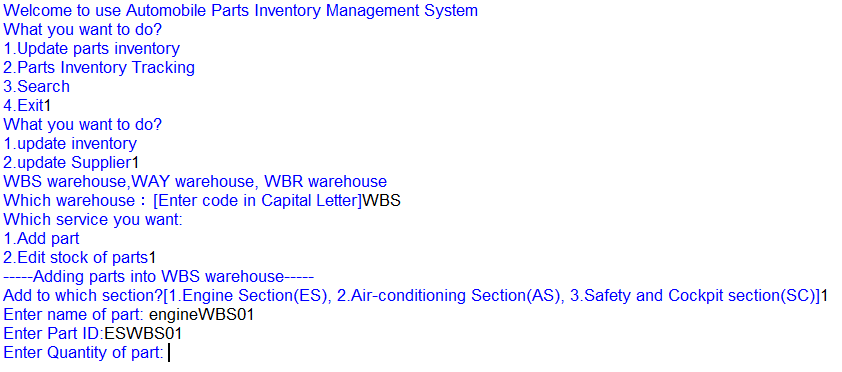 Welcome to use Automobile Parts Inventory Management System
What you want to do?
1.Update parts inventory
2.Parts Inventory Tracking
3.Search
4.Exit1
What you want to do?
1.update inventory
2.update Supplier1
WBS warehouse,WAY warehouse, WBR warehouse
Which warehouse : [Enter code in Capital Letter]WBS
Which service you want:
1.Add part
2.Edit stock of parts1
-----Adding parts into WBS warehouse-----
Add to which section?[1.Engine Section(ES), 2.Air-conditioning Section(AS), 3.Safety and Cockpit section(SC)]1
Enter name of part: engineWBS01
Enter Part ID:ESWBS01
Enter Quantity of part: